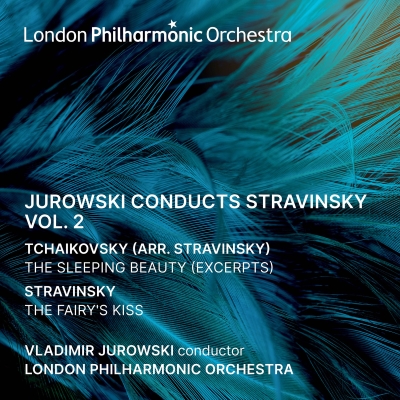 London Philharmonic Orchestra
JUROWSKI CONDUCTS STRAVINSKY
VOL. 2
TCHAIKOVSKY (ARR. STRAVINSKY)
THE SLEEPING BEAUTY (EXCERPTS)
STRAVINSKY
THE FAIRY'S KISS
VLADIMIR JUROWSKI conductor
LONDON PHILHARMONIC ORCHESTRA